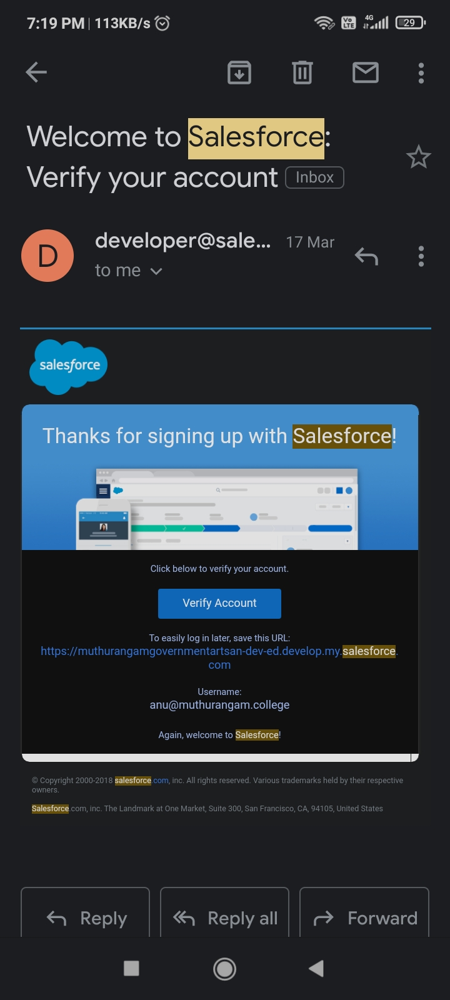 7:19 PM | 113KB/s
Vo LTE 4G 29
Welcome to Salesforce:
Verify your account Inbox
D
developer@sale... 17 Mar
to me
salesforce
Thanks for signing up with Salesforce!
Click below to verify your account.
Verify Account
To easily log in later, save this URL:
https://muthurangamgovernmentartsan-dev-ed.develop.my.salesforce.
com
Username:
anu@muthurangam.college
Again, welcome to Salesforce!
© Copyright 2000-2018 salesforce.com, inc. All rights reserved. Various trademarks held by their respective
owners.
Salesforce.com, inc. The Landmark at One Market, Suite 300, San Francisco, CA, 94105, United States
Reply Reply all Forward